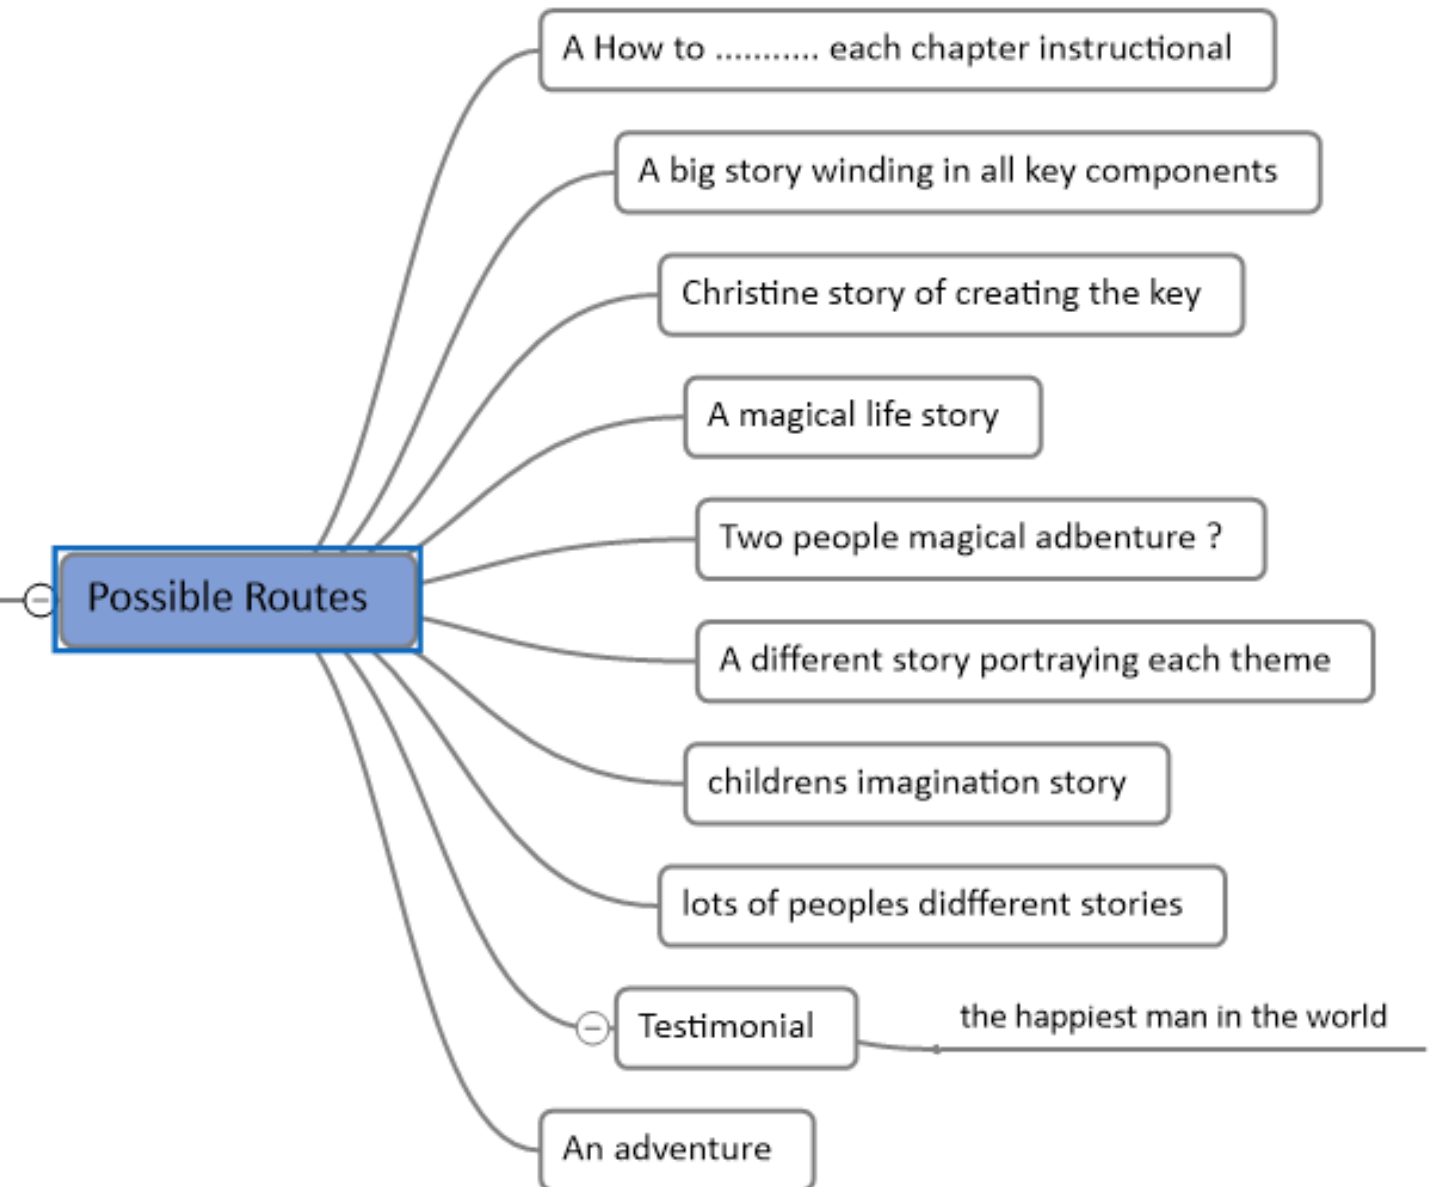 A How to ........... each chapter instructional
A big story winding in all key components
Christine story of creating the key
A magical life story
Two people magical adbenture ?
Possible Routes
A different story portraying each theme
childrens imagination story
lots of peoples didfferent stories
Testimonial
the happiest man in the world
An adventure